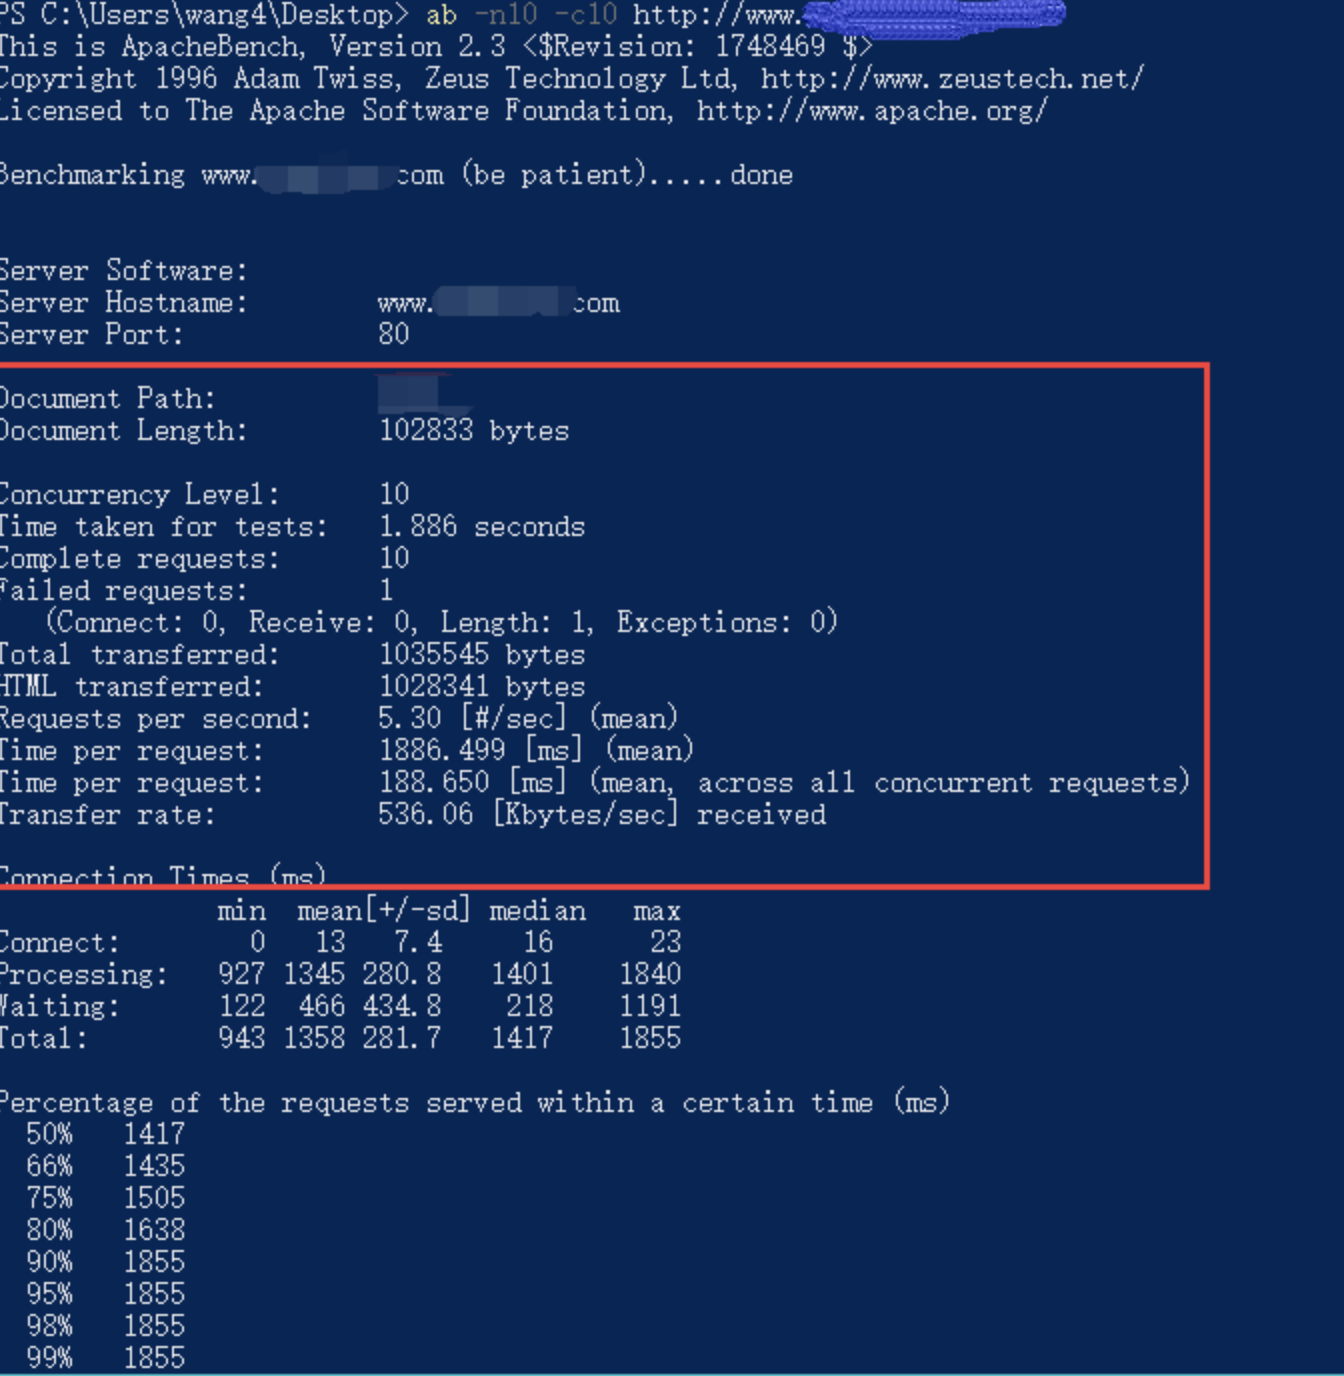 PS C:\Users\wang4\Desktop> ab -n10 -c10 http://www.
This is ApacheBench, Version 2.3 <$Revision: 1748469 $>
Copyright 1996 Adam Twiss, Zeus Technology Ltd, http://www.zeustech.net/
Licensed to The Apache Software Foundation, http://www.apache.org/
Benchmarking www. com (be patient).....done
Server Software:
Server Hostname: www. com
Server Port: 80
Document Path:
Document Length: 102833 bytes
Concurrency Level: 10
Time taken for tests: 1.886 seconds
Complete requests: 10
Failed requests: 1
(Connect: 0, Receive: 0, Length: 1, Exceptions: 0)
Total transferred: 1035545 bytes
HTML transferred: 1028341 bytes
Requests per second: 5.30 [#/sec] (mean)
Time per request: 1886.499 [ms] (mean)
Time per request: 188.650 [ms] (mean, across all concurrent requests)
Transfer rate: 536.06 [Kbytes/sec] received
Connection Times (ms)
min mean[+/-sd] median max
Connect: 0 13 7.4 16 23
Processing: 927 1345 280.8 1401 1840
Waiting: 122 466 434.8 218 1191
Total: 943 1358 281.7 1417 1855
Percentage of the requests served within a certain time (ms)
50% 1417
66% 1435
75% 1505
80% 1638
90% 1855
95% 1855
98% 1855
99% 1855